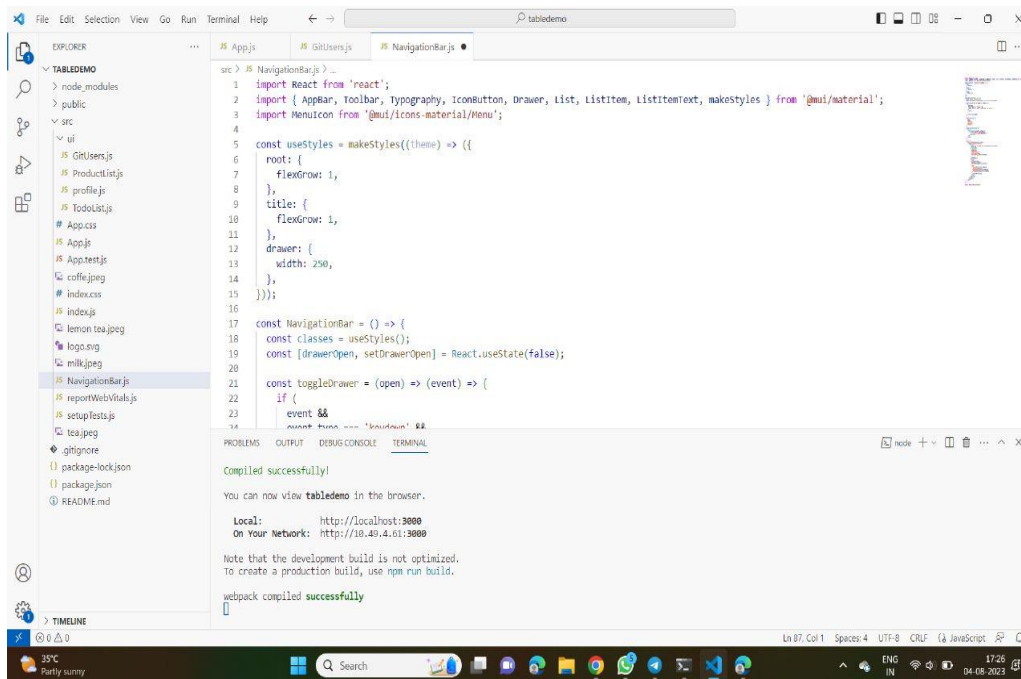 File Edit Selection View Go Run Terminal Help
tabledemo
EXPLORER
TABLEDEMO
node_modules
public
src
ui
JS GitUsers.js
JS ProductList.js
JS profile.js
JS TodoList.js
# App.css
JS App.js
JS App.test.js
coffe.jpeg
# index.css
JS index.js
lemon tea.jpeg
logo.svg
milk.jpeg
JS NavigationBar.js
JS reportWebVitals.js
JS setupTests.js
tea.jpeg
.gitignore
{} package-lock.json
{} package.json
README.md
TIMELINE
JS App.js JS GitUsers.js JS NavigationBar.js
src > JS NavigationBar.js > ...
1 import React from 'react';
2 import { AppBar, Toolbar, Typography, IconButton, Drawer, List, ListItem, ListItemText, makeStyles } from '@mui/material';
3 import MenuIcon from '@mui/icons-material/Menu';
4
5 const useStyles = makeStyles((theme) => ({
6 root: {
7 flexGrow: 1,
8 },
9 title: {
10 flexGrow: 1,
11 },
12 drawer: {
13 width: 250,
14 },
15 }));
16
17 const NavigationBar = () => {
18 const classes = useStyles();
19 const [drawerOpen, setDrawerOpen] = React.useState(false);
20
21 const toggleDrawer = (open) => (event) => {
22 if (
23 event &&
24 event.type === 'keydown' &&
PROBLEMS OUTPUT DEBUG CONSOLE TERMINAL
node
Compiled successfully!
You can now view tabledemo in the browser.
Local: http://localhost:3000
On Your Network: http://10.49.4.61:3000
Note that the development build is not optimized.
To create a production build, use npm run build.
webpack compiled successfully
0 0 Ln 87, Col 1 Spaces: 4 UTF-8 CRLF JavaScript
35°C
Partly sunny
Search
ENG
IN
17:26
04-08-2023